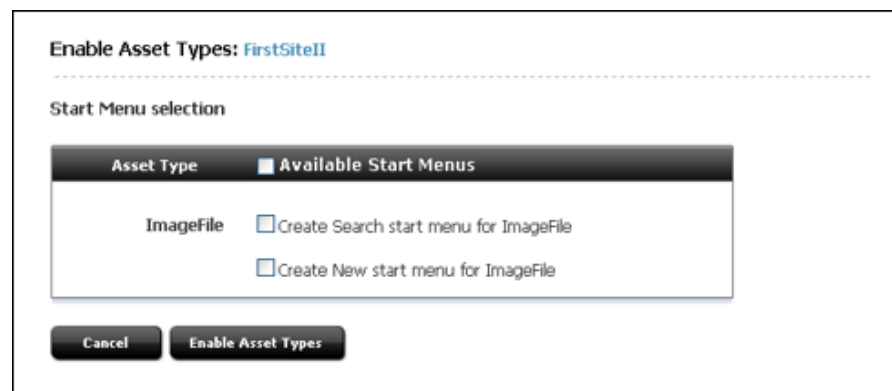 Enable Asset Types: FirstSiteII
Start Menu selection
Asset Type Available Start Menus
ImageFile Create Search start menu for ImageFile
Create New start menu for ImageFile
Cancel Enable Asset Types